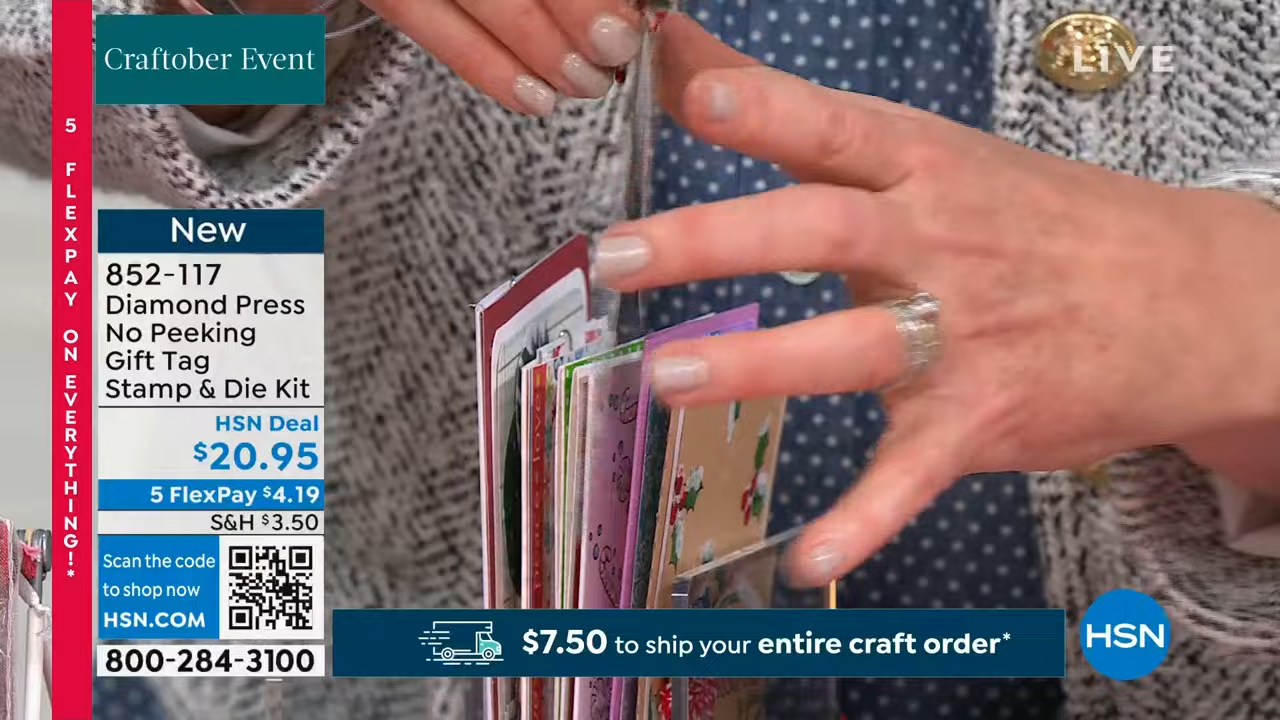 Craftober Event
LIVE
5 FLEXPAY ON EVERYTHING!*
New
852-117
Diamond Press
No Peeking
Gift Tag
Stamp & Die Kit
HSN Deal
$20.95
5 FlexPay $4.19
S&H $3.50
Scan the code
to shop now
HSN.COM
800-284-3100
$7.50 to ship your entire craft order*
HSN